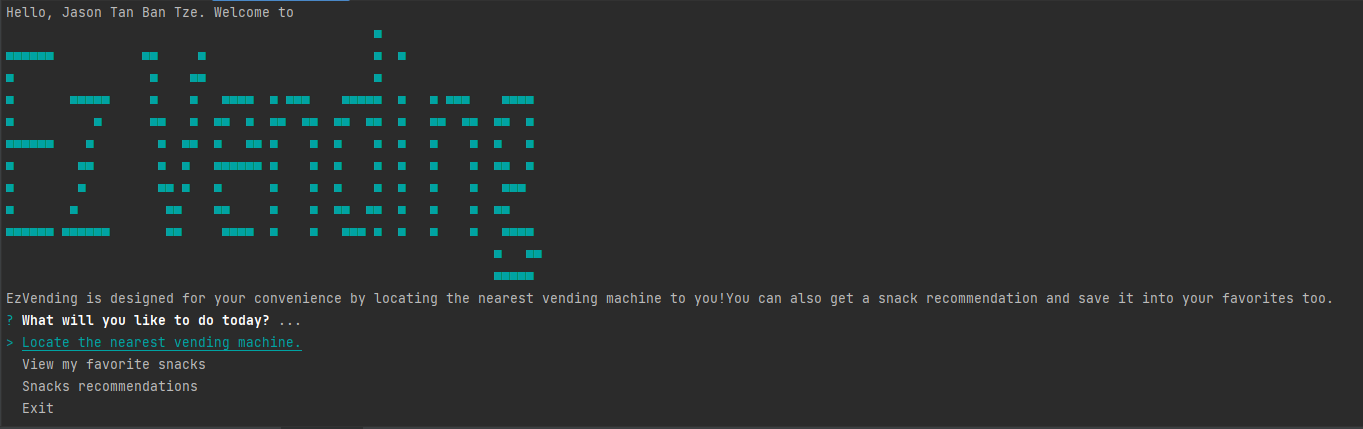 Hello, Jason Tan Ban Tze. Welcome to
Ez Vending
EzVending is designed for your convenience by locating the nearest vending machine to you!You can also get a snack recommendation and save it into your favorites too.
? What will you like to do today? ...
> Locate the nearest vending machine.
View my favorite snacks
Snacks recommendations
Exit